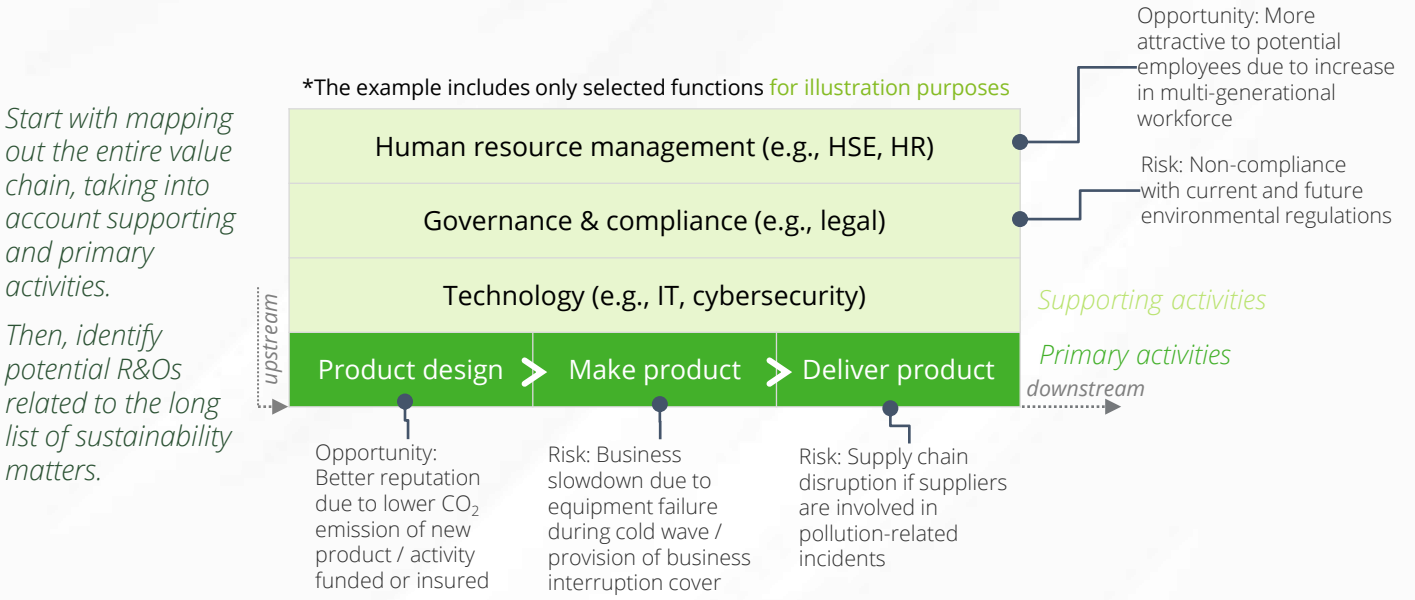 Opportunity: More
attractive to potential
employees due to increase
in multi-generational
workforce
*The example includes only selected functions for illustration purposes
Start with mapping
out the entire value
chain, taking into
account supporting
and primary
activities.
Then, identify
potential R&Os
related to the long
list of sustainability
matters.
Human resource management (e.g., HSE, HR)
Risk: Non-compliance
with current and future
environmental regulations
Governance & compliance (e.g., legal)
Technology (e.g., IT, cybersecurity)
Supporting activities
upstream
Product design
Make product
Deliver product
Primary activities
downstream
Opportunity:
Better reputation
due to lower CO₂
emission of new
product / activity
funded or insured
Risk: Business
slowdown due to
equipment failure
during cold wave /
provision of business
interruption cover
Risk: Supply chain
disruption if suppliers
are involved in
pollution-related
incidents